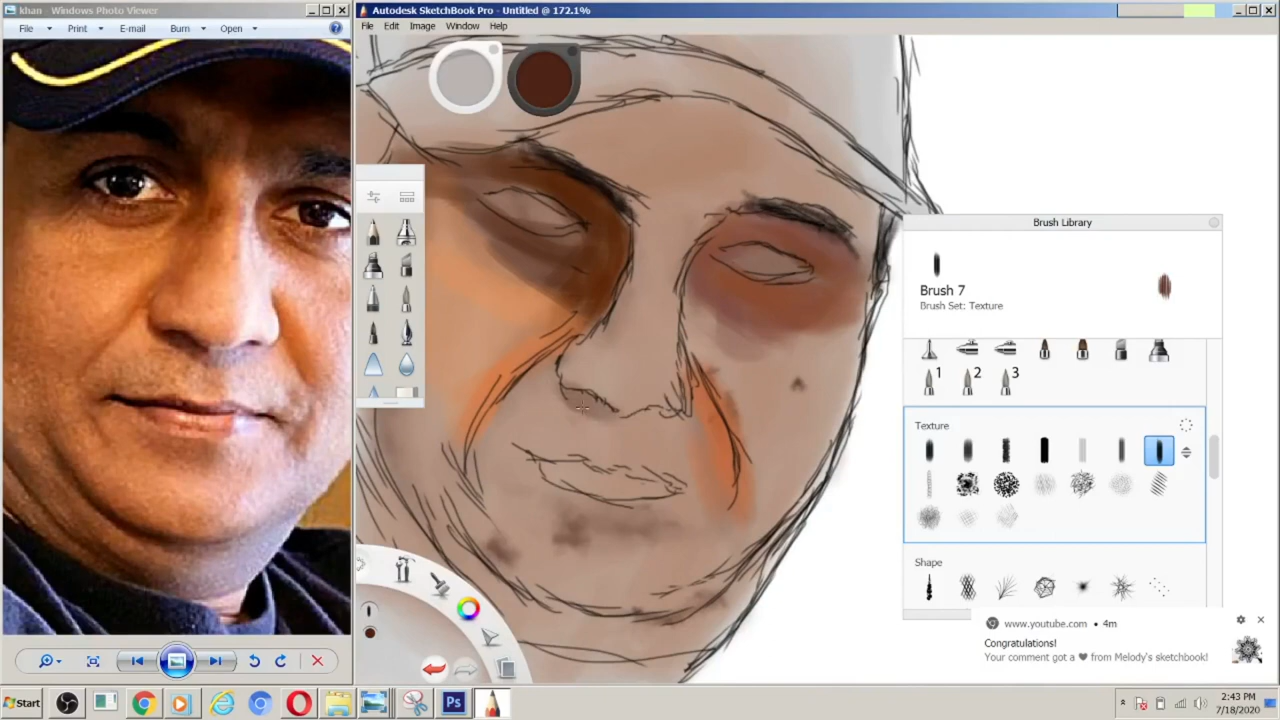 khan - Windows Photo Viewer
File Print E-mail Burn Open
Autodesk SketchBook Pro - Untitled @ 172.1%
File Edit Image Window Help
Brush Library
Brush 7
Brush Set: Texture
1 2 3
Texture
Shape
www.youtube.com • 4m
Congratulations!
Your comment got a ♥ from Melody's sketchbook!
Start
Ps
2:43 PM
7/18/2020